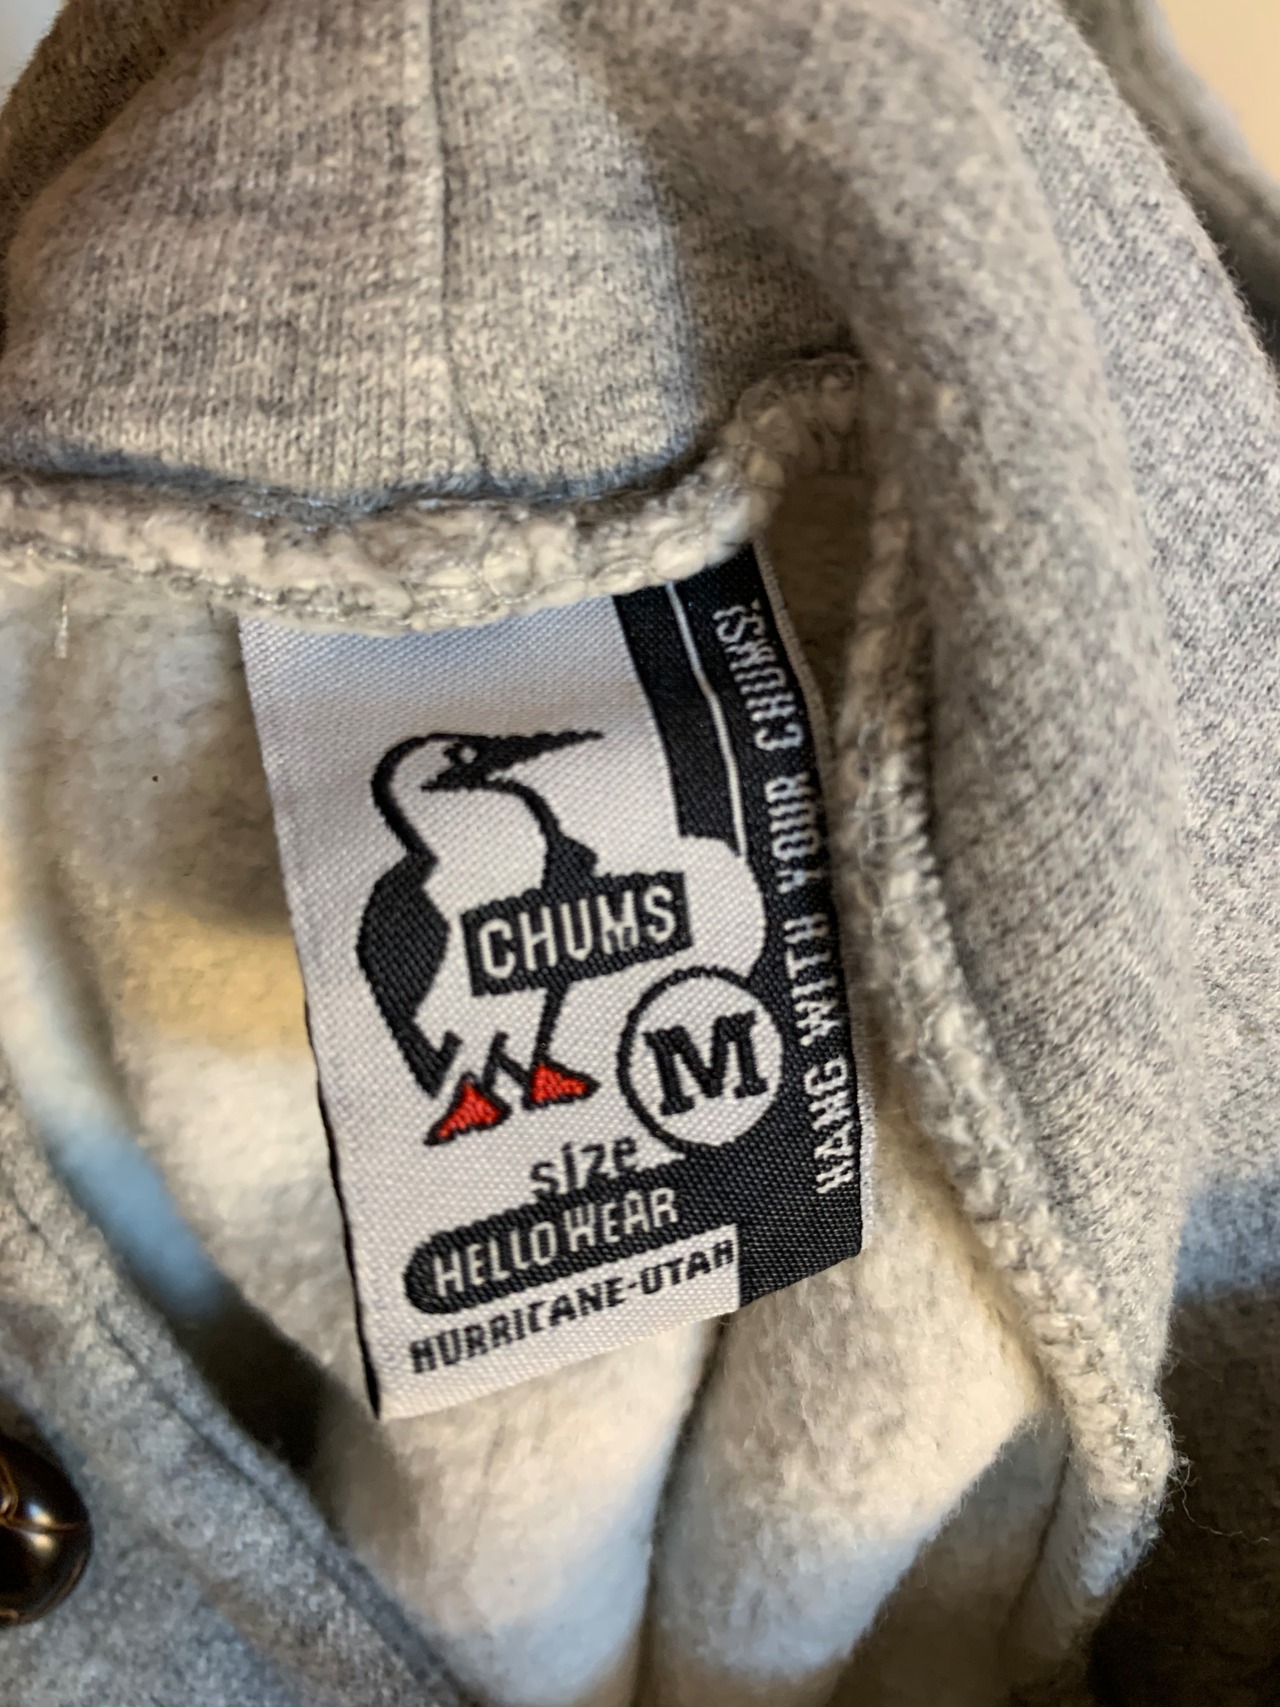 CHUMS
M
size
HELLO WEAR
HURRICANE-UTAH
HANG WITH YOUR CHUMS!